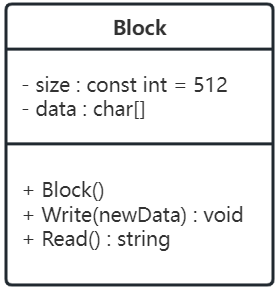 Block
- size : const int = 512
- data : char[]
+ Block()
+ Write(newData) : void
+ Read() : string